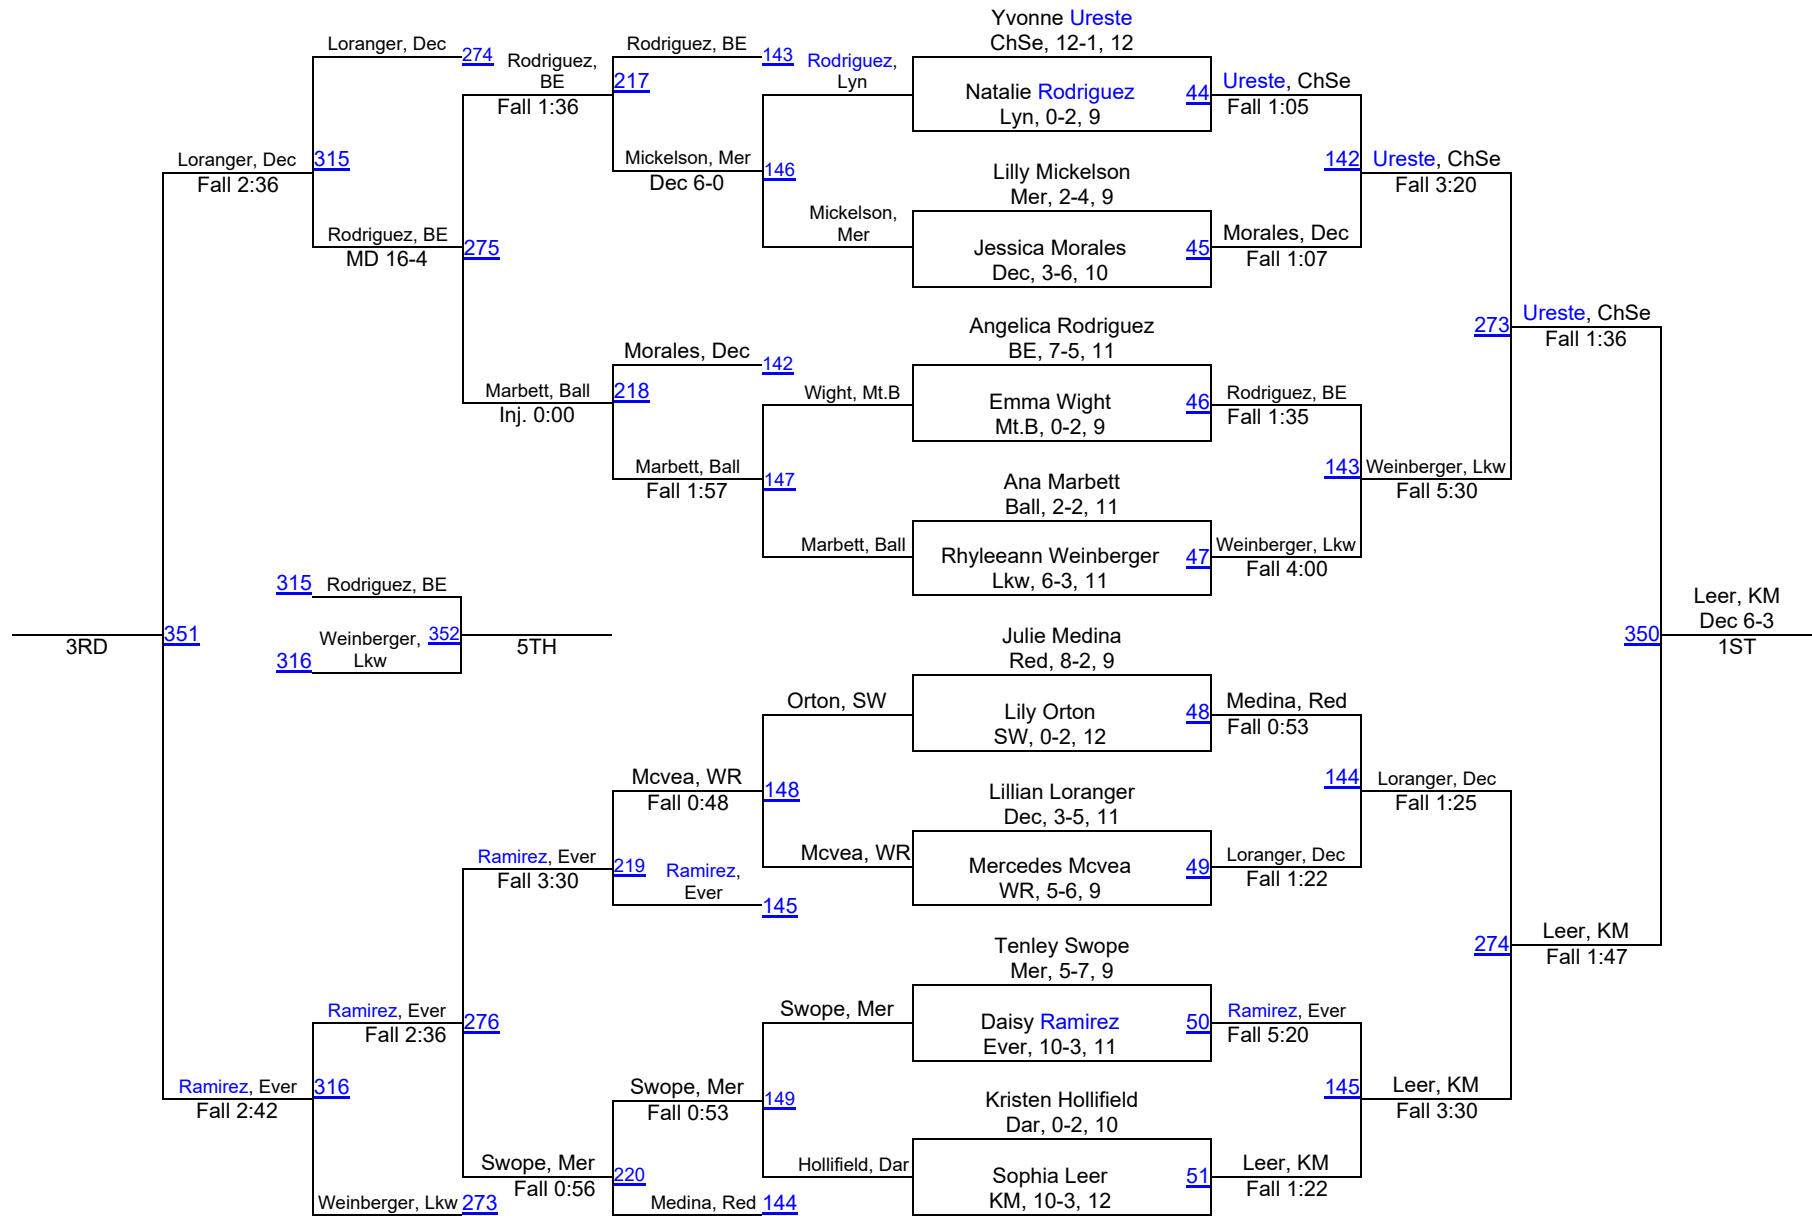 Yvonne Ureste
ChSe, 12-1, 12
Loranger, Dec
274
Rodriguez,
BE
Fall 1:36
Rodriguez, BE
143
217
Rodriguez,
Lyn
Natalie Rodriguez
Lyn, 0-2, 9
44
Ureste, ChSe
Fall 1:05
Loranger, Dec
Fall 2:36
315
Mickelson, Mer
Dec 6-0
146
Lilly Mickelson
Mer, 2-4, 9
142
Ureste, ChSe
Fall 3:20
Rodriguez, BE
MD 16-4
275
Mickelson,
Mer
Jessica Morales
Dec, 3-6, 10
45
Morales, Dec
Fall 1:07
Angelica Rodriguez
BE, 7-5, 11
273
Ureste, ChSe
Fall 1:36
Morales, Dec
142
Marbett, Ball
Inj. 0:00
218
Wight, Mt.B
Emma Wight
Mt.B, 0-2, 9
46
Rodriguez, BE
Fall 1:35
Marbett, Ball
Fall 1:57
147
Ana Marbett
Ball, 2-2, 11
143
Weinberger, Lkw
Fall 5:30
Marbett, Ball
Rhyleeann Weinberger
Lkw, 6-3, 11
47
Weinberger, Lkw
Fall 4:00
315
Rodriguez, BE
3RD
351
316
Weinberger,
Lkw
352
5TH
Julie Medina
Red, 8-2, 9
350
Leer, KM
Dec 6-3
1ST
Orton, SW
Lily Orton
SW, 0-2, 12
48
Medina, Red
Fall 0:53
Mcvea, WR
Fall 0:48
148
Lillian Loranger
Dec, 3-5, 11
144
Loranger, Dec
Fall 1:25
Ramirez, Ever
Fall 3:30
219
Ramirez,
Ever
145
Mcvea, WR
Mercedes Mcvea
WR, 5-6, 9
49
Loranger, Dec
Fall 1:22
Tenley Swope
Mer, 5-7, 9
274
Leer, KM
Fall 1:47
Ramirez, Ever
Fall 2:36
276
Swope, Mer
Daisy Ramirez
Ever, 10-3, 11
50
Ramirez, Ever
Fall 5:20
Ramirez, Ever
Fall 2:42
316
Swope, Mer
Fall 0:53
149
Kristen Hollifield
Dar, 0-2, 10
145
Leer, KM
Fall 3:30
Swope, Mer
Fall 0:56
220
Hollifield, Dar
Sophia Leer
KM, 10-3, 12
51
Leer, KM
Fall 1:22
Weinberger, Lkw
273
Medina, Red
144